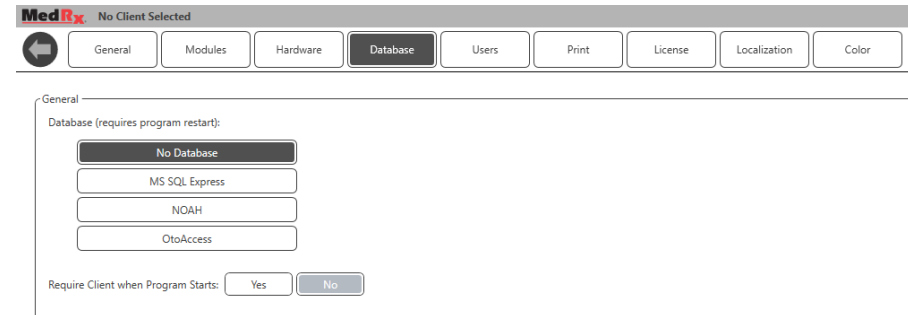 MedRx No Client Selected
General Modules Hardware Database Users Print License Localization Color
General
Database (requires program restart):
No Database
MS SQL Express
NOAH
OtoAccess
Require Client when Program Starts: Yes No